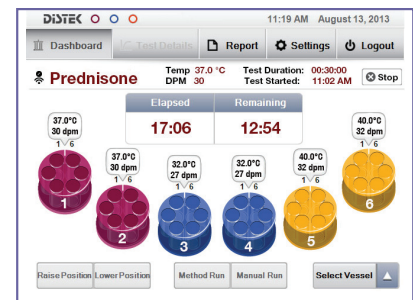 DISTEK
11:19 AM August 13, 2013
Dashboard
Test Details
Report
Settings
Logout
Prednisone
Temp 37.0 °C
DPM 30
Test Duration: 00:30:00
Test Started: 11:02 AM
Stop
Elapsed
Remaining
17:06
12:54
37.0°C
30 dpm
1 6
1
37.0°C
30 dpm
1 6
2
32.0°C
27 dpm
1 6
3
32.0°C
27 dpm
1 6
4
40.0°C
32 dpm
1 6
5
40.0°C
32 dpm
1 6
6
Raise Position
Lower Position
Method Run
Manual Run
Select Vessel